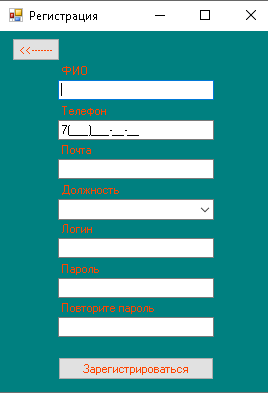 Регистрация
<<-------
ФИО
Телефон
7(___)___-__-__
Почта
Должность
Логин
Пароль
Повторите пароль
Зарегистрироваться